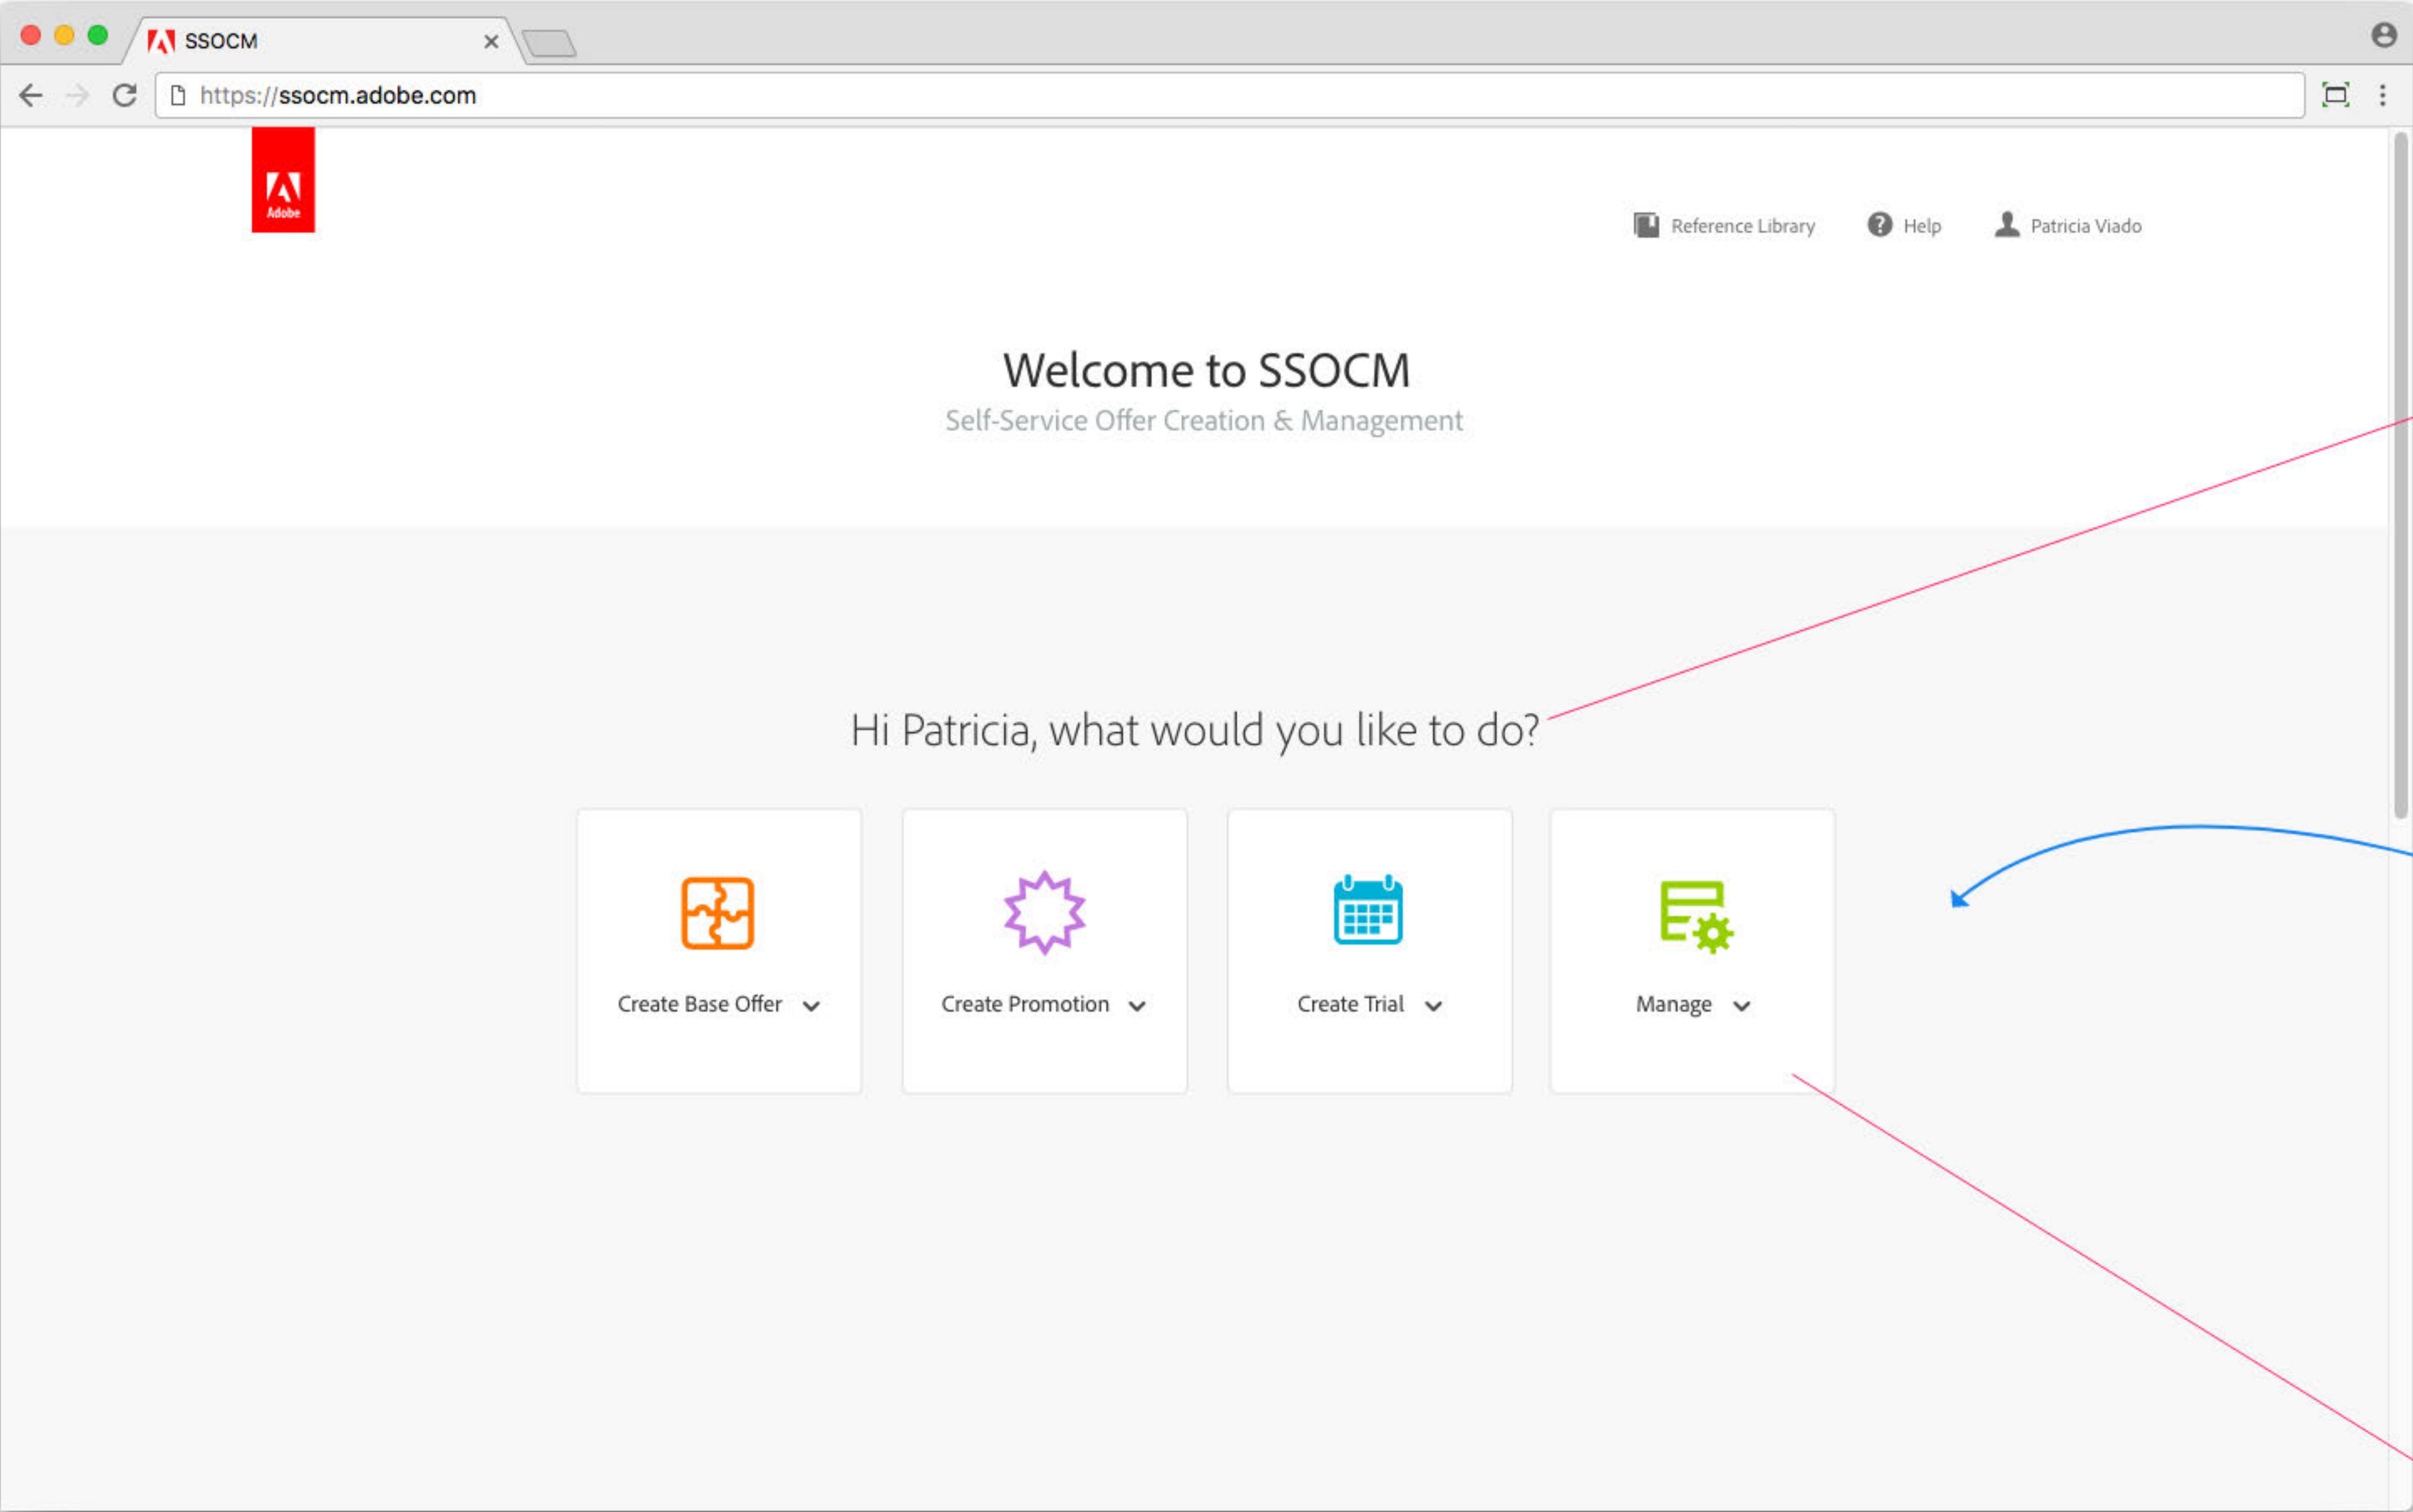 SSOCM
https://ssocm.adobe.com
Adobe
Reference Library
Help
Patricia Viado
Welcome to SSOCM
Self-Service Offer Creation & Management
Hi Patricia, what would you like to do?
Create Base Offer
Create Promotion
Create Trial
Manage